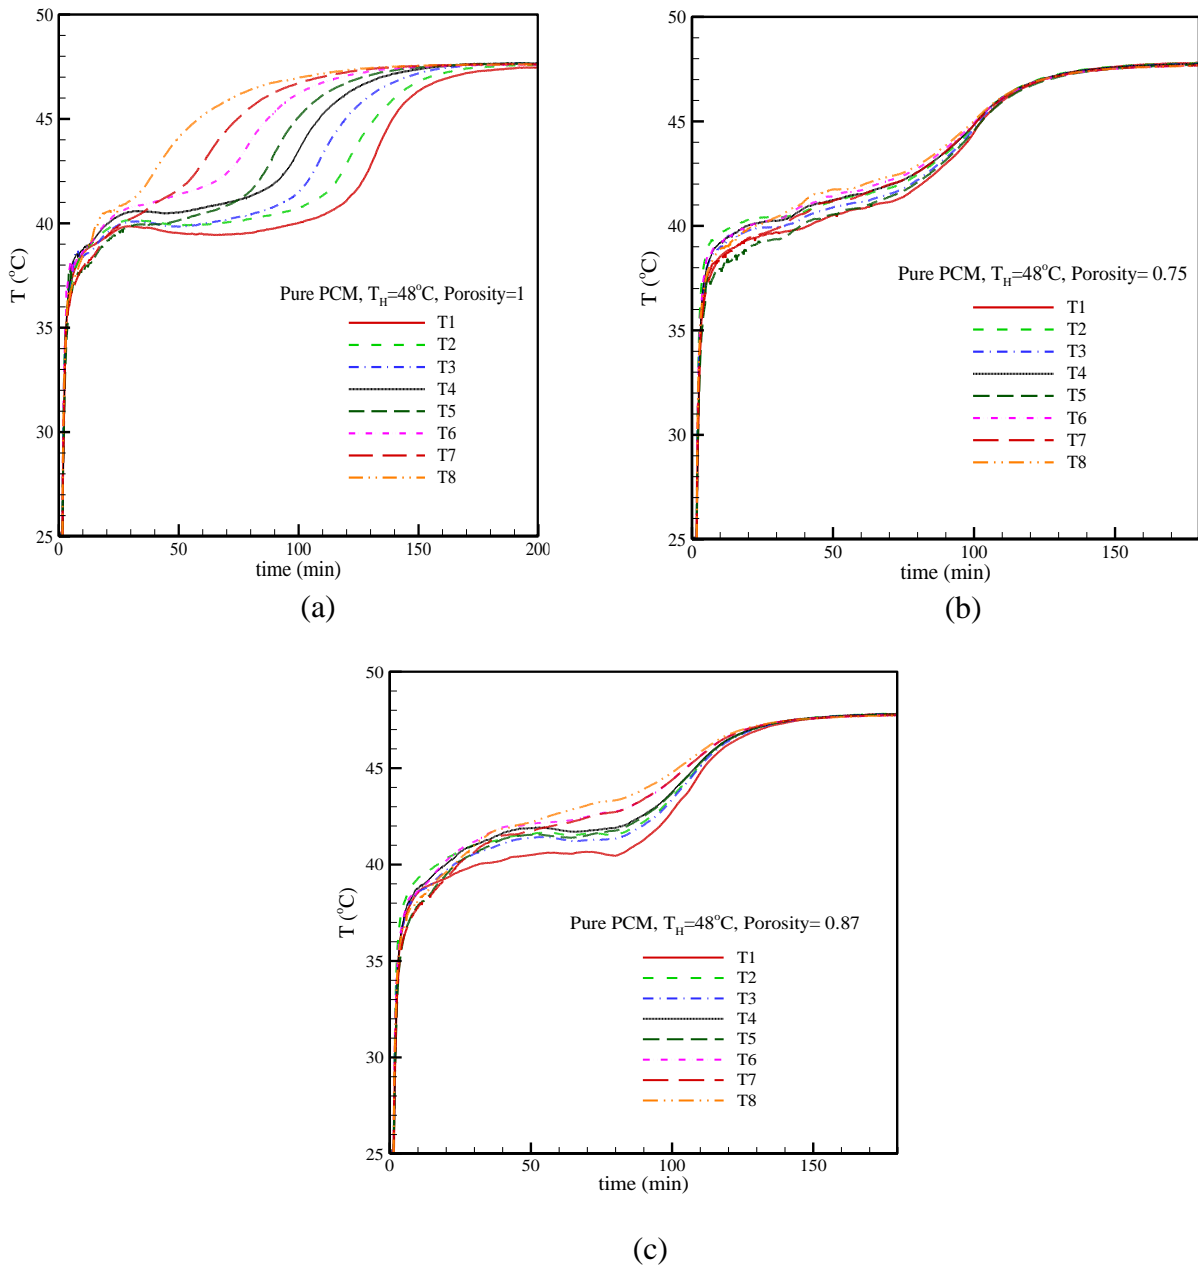 50
45
40
35
30
25
T (°C)
Pure PCM, T_H=48°C, Porosity=1
T1
T2
T3
T4
T5
T6
T7
T8
0 50 100 150 200
time (min)
(a)
50
45
40
35
30
25
T (°C)
Pure PCM, T_H=48°C, Porosity= 0.75
T1
T2
T3
T4
T5
T6
T7
T8
0 50 100 150
time (min)
(b)
50
45
40
35
30
25
T (°C)
Pure PCM, T_H=48°C, Porosity= 0.87
T1
T2
T3
T4
T5
T6
T7
T8
0 50 100 150
time (min)
(c)